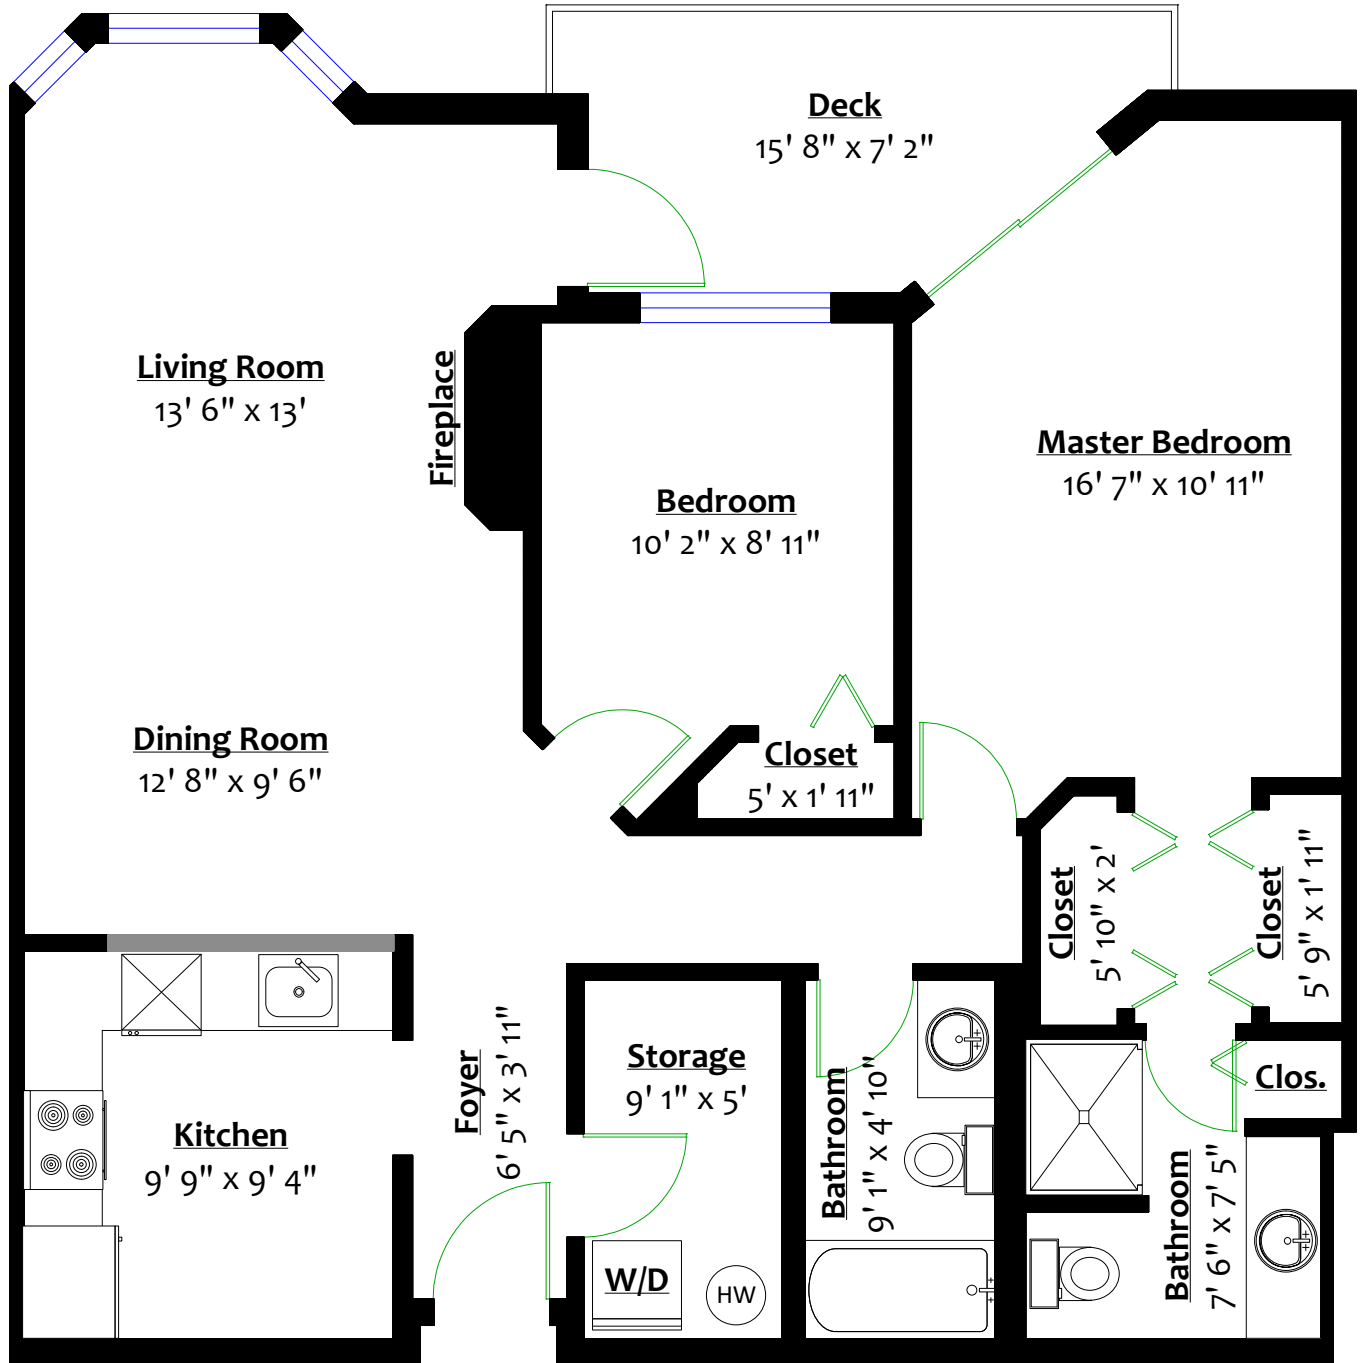 Deck
15' 8" x 7' 2"
Living Room
13' 6" x 13'
Fireplace
Master Bedroom
16' 7" x 10' 11"
Bedroom
10' 2" x 8' 11"
Dining Room
12' 8" x 9' 6"
Closet
5' x 1' 11"
Closet
5' 10" x 2'
Closet
5' 9" x 1' 11"
Foyer
6' 5" x 3' 11"
Storage
9' 1" x 5'
Bathroom
9' 1" x 4' 10"
Clos.
Kitchen
9' 9" x 9' 4"
Bathroom
7' 6" x 7' 5"
W/D
HW